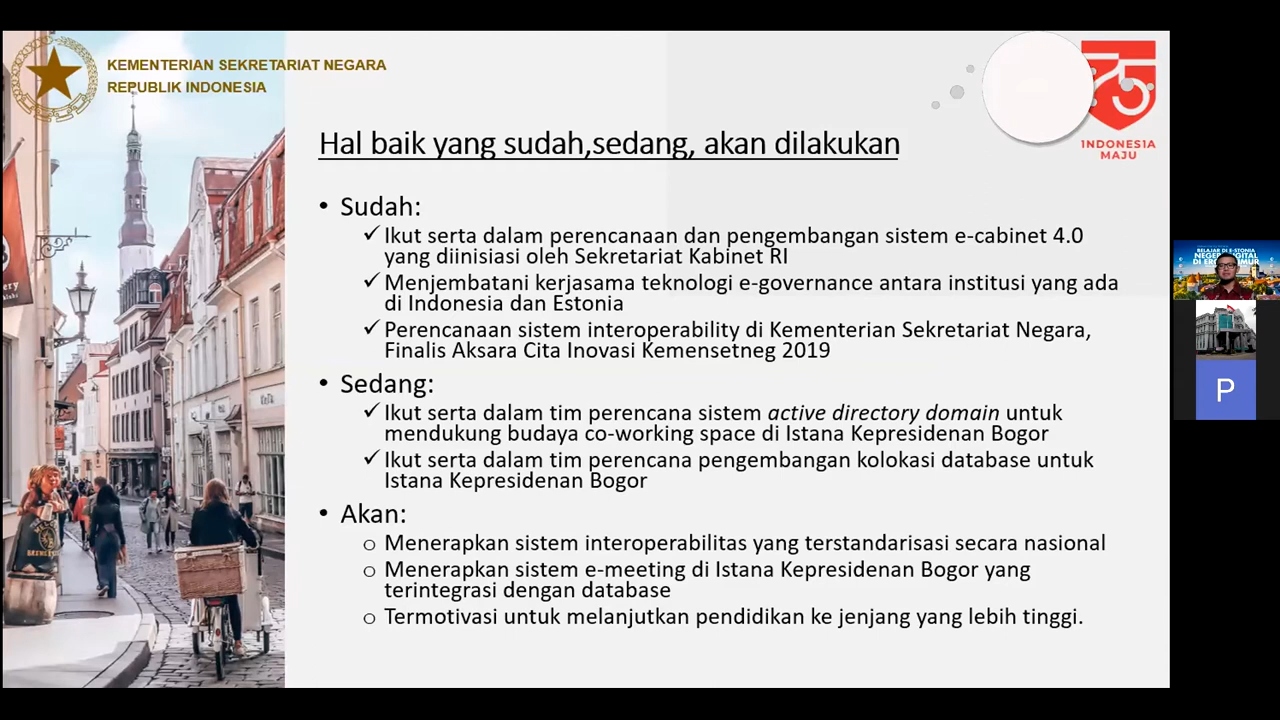 KEMENTERIAN SEKRETARIAT NEGARA
REPUBLIK INDONESIA
75
INDONESIA
MAJU
Hal baik yang sudah,sedang, akan dilakukan
• Sudah:
✓ Ikut serta dalam perencanaan dan pengembangan sistem e-cabinet 4.0
yang diinisiasi oleh Sekretariat Kabinet RI
✓ Menjembatani kerjasama teknologi e-governance antara institusi yang ada
di Indonesia dan Estonia
✓ Perencanaan sistem interoperability di Kementerian Sekretariat Negara,
Finalis Aksara Cita Inovasi Kemensetneg 2019
• Sedang:
✓ Ikut serta dalam tim perencana sistem active directory domain untuk
mendukung budaya co-working space di Istana Kepresidenan Bogor
✓ Ikut serta dalam tim perencana pengembangan kolokasi database untuk
Istana Kepresidenan Bogor
• Akan:
o Menerapkan sistem interoperabilitas yang terstandarisasi secara nasional
o Menerapkan sistem e-meeting di Istana Kepresidenan Bogor yang
terintegrasi dengan database
o Termotivasi untuk melanjutkan pendidikan ke jenjang yang lebih tinggi.
BELAJAR DI E-STONIA
P